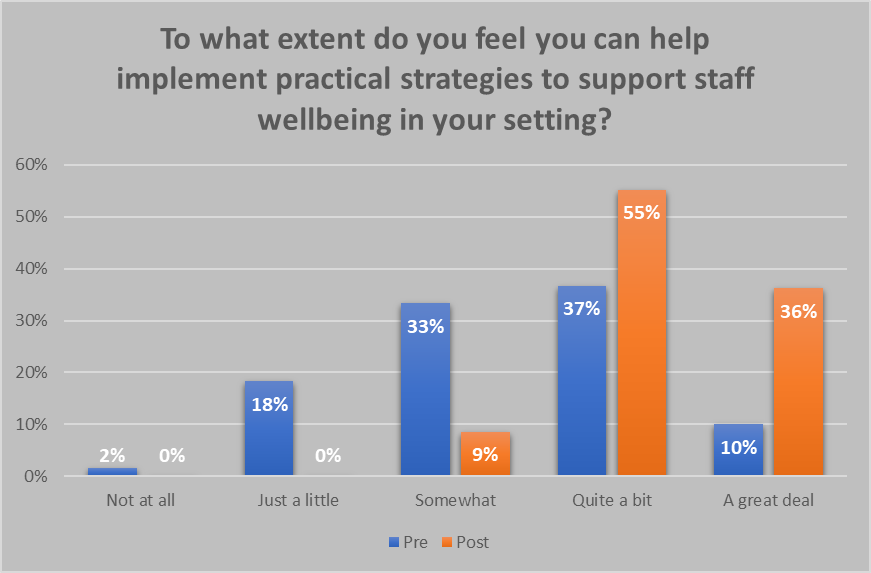 To what extent do you feel you can help
implement practical strategies to support staff
wellbeing in your setting?
60%
50%
40%
30%
20%
10%
0%
2%
0%
18%
0%
33%
9%
37%
55%
10%
36%
Not at all
Just a little
Somewhat
Quite a bit
A great deal
Pre
Post